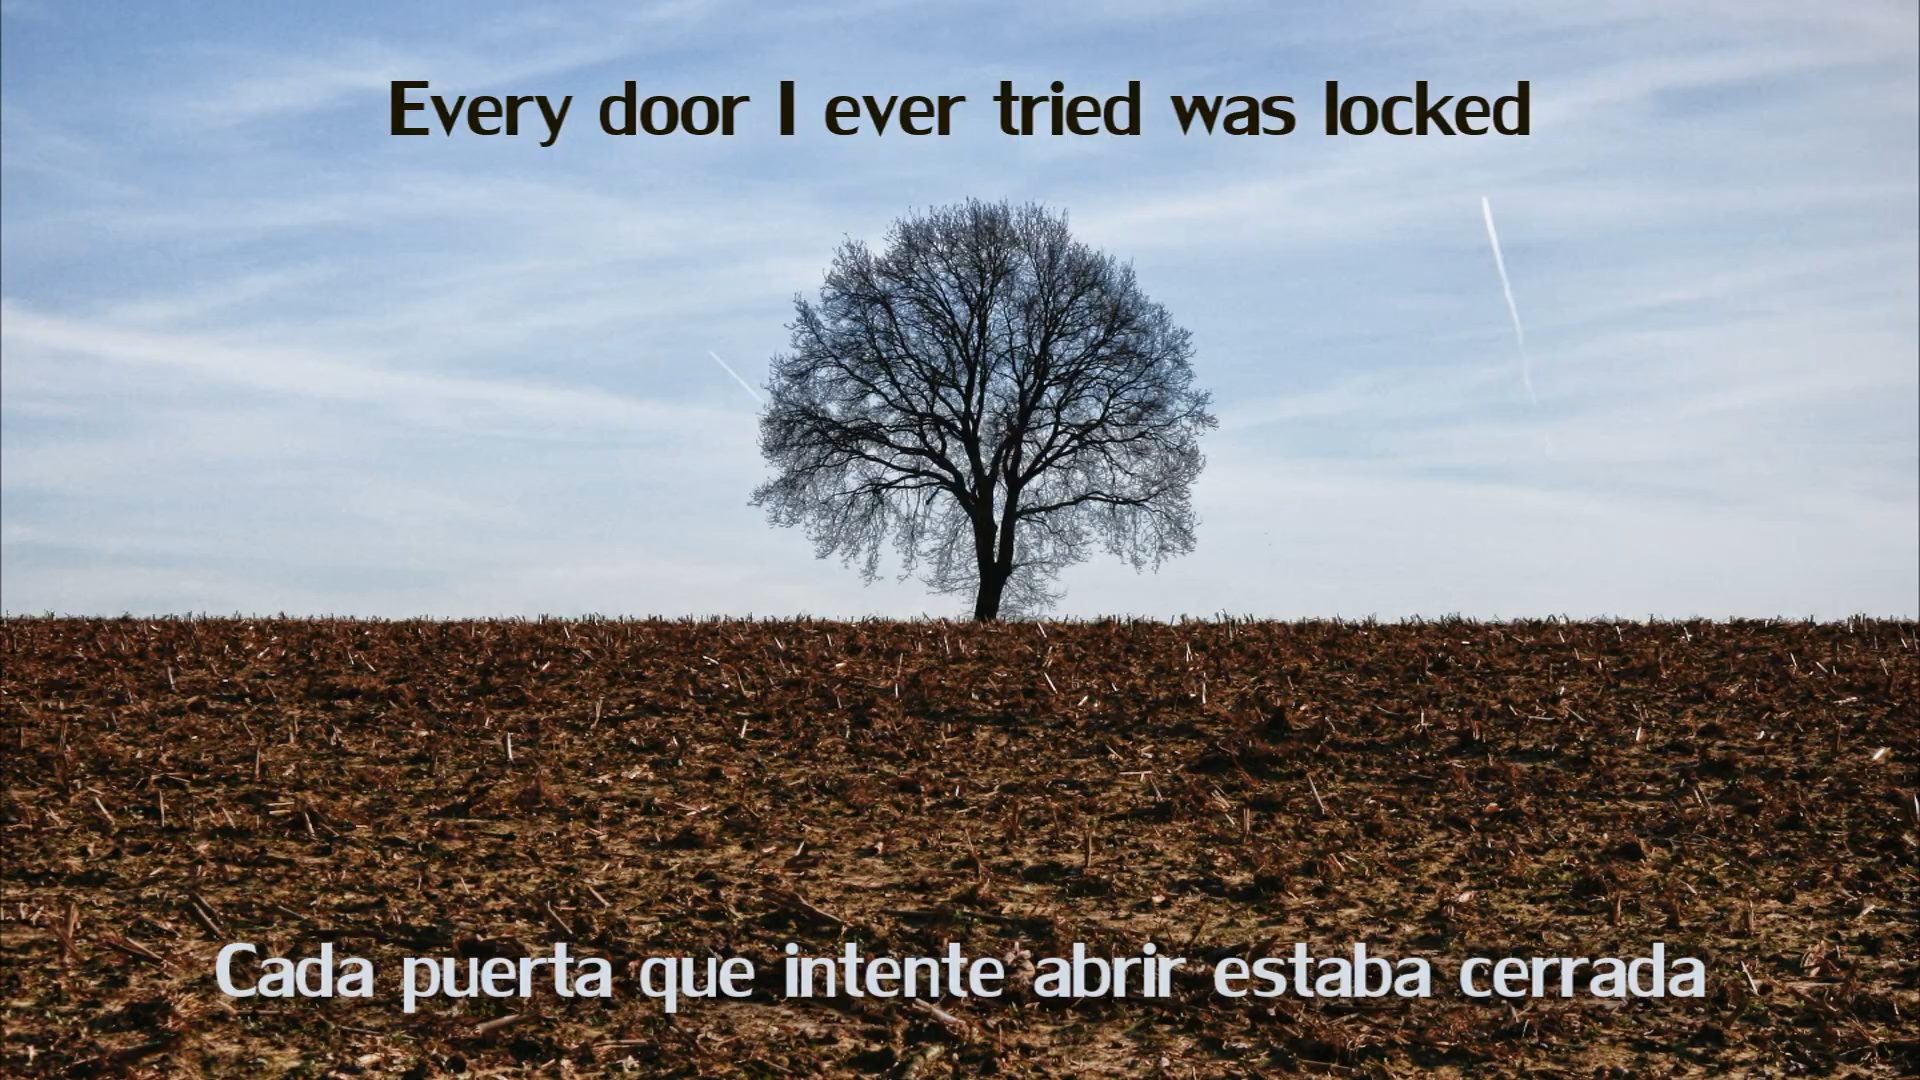 Every door I ever tried was locked
Cada puerta que intente abrir estaba cerrada